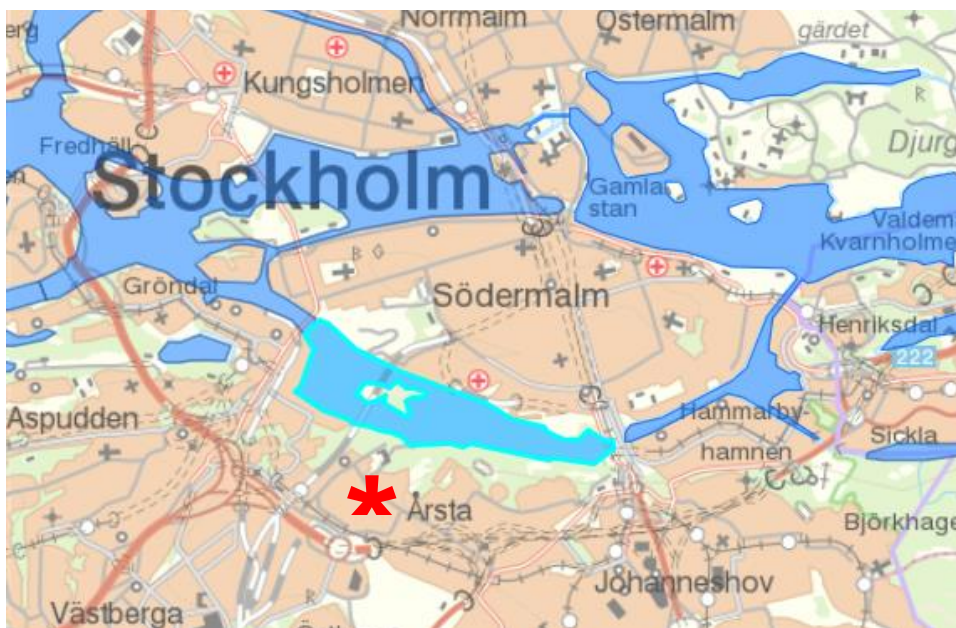 Norrmalm
Östermalm
gärdet
Kungsholmen
R
Fredhäll
Djurg
Stockholm
Gamla
stan
Valdem
Kvarnholme
Gröndal
Södermalm
Henriksdal
222
Aspudden
Hammarby-
hamnen
Sickla
* Årsta
Björkhage
Johanneshov
Västberga